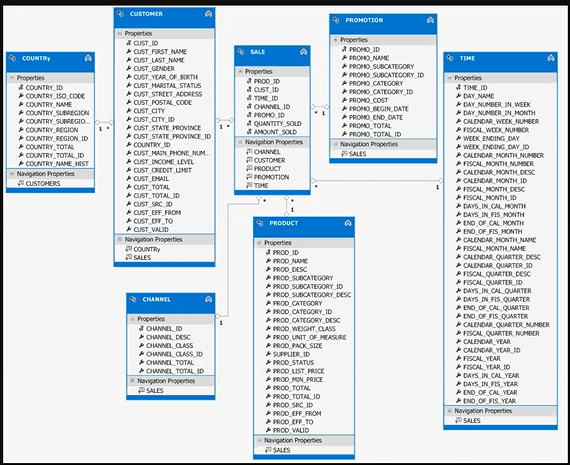 COUNTRy
Properties
COUNTRY_ID
COUNTRY_ISO_CODE
COUNTRY_NAME
COUNTRY_SUBREGION
COUNTRY_SUBREGIO...
COUNTRY_REGION
COUNTRY_REGION_ID
COUNTRY_TOTAL
COUNTRY_TOTAL_ID
COUNTRY_NAME_HIST
Navigation Properties
CUSTOMERS
1
*
CUSTOMER
Properties
CUST_ID
CUST_FIRST_NAME
CUST_LAST_NAME
CUST_GENDER
CUST_YEAR_OF_BIRTH
CUST_MARITAL_STATUS
CUST_STREET_ADDRESS
CUST_POSTAL_CODE
CUST_CITY
CUST_CITY_ID
CUST_STATE_PROVINCE
CUST_STATE_PROVINCE_ID
COUNTRY_ID
CUST_MAIN_PHONE_NUM...
CUST_INCOME_LEVEL
CUST_CREDIT_LIMIT
CUST_EMAIL
CUST_TOTAL
CUST_TOTAL_ID
CUST_SRC_ID
CUST_EFF_FROM
CUST_EFF_TO
CUST_VALID
Navigation Properties
COUNTRy
SALES
1
*
SALE
Properties
PROD_ID
CUST_ID
TIME_ID
CHANNEL_ID
PROMO_ID
QUANTITY_SOLD
AMOUNT_SOLD
Navigation Properties
CHANNEL
CUSTOMER
PRODUCT
PROMOTION
TIME
*
1
PROMOTION
Properties
PROMO_ID
PROMO_NAME
PROMO_SUBCATEGORY
PROMO_SUBCATEGORY_ID
PROMO_CATEGORY
PROMO_CATEGORY_ID
PROMO_COST
PROMO_BEGIN_DATE
PROMO_END_DATE
PROMO_TOTAL
PROMO_TOTAL_ID
Navigation Properties
SALES
*
1
TIME
Properties
TIME_ID
DAY_NAME
DAY_NUMBER_IN_WEEK
DAY_NUMBER_IN_MONTH
CALENDAR_WEEK_NUMBER
FISCAL_WEEK_NUMBER
WEEK_ENDING_DAY
WEEK_ENDING_DAY_ID
CALENDAR_MONTH_NUMBER
FISCAL_MONTH_NUMBER
CALENDAR_MONTH_DESC
FISCAL_MONTH_DESC
CALENDAR_MONTH_ID
FISCAL_MONTH_ID
DAYS_IN_CAL_MONTH
DAYS_IN_FIS_MONTH
END_OF_CAL_MONTH
END_OF_FIS_MONTH
CALENDAR_MONTH_NAME
FISCAL_MONTH_NAME
CALENDAR_QUARTER_DESC
FISCAL_QUARTER_DESC
CALENDAR_QUARTER_ID
FISCAL_QUARTER_ID
DAYS_IN_CAL_QUARTER
DAYS_IN_FIS_QUARTER
END_OF_CAL_QUARTER
END_OF_FIS_QUARTER
CALENDAR_QUARTER_NUMBER
FISCAL_QUARTER_NUMBER
CALENDAR_YEAR
CALENDAR_YEAR_ID
FISCAL_YEAR
FISCAL_YEAR_ID
DAYS_IN_CAL_YEAR
DAYS_IN_FIS_YEAR
END_OF_CAL_YEAR
END_OF_FIS_YEAR
Navigation Properties
SALES
*
1
CHANNEL
Properties
CHANNEL_ID
CHANNEL_DESC
CHANNEL_CLASS
CHANNEL_CLASS_ID
CHANNEL_TOTAL
CHANNEL_TOTAL_ID
Navigation Properties
SALES
*
1
PRODUCT
Properties
PROD_ID
PROD_NAME
PROD_DESC
PROD_SUBCATEGORY
PROD_SUBCATEGORY_ID
PROD_SUBCATEGORY_DESC
PROD_CATEGORY
PROD_CATEGORY_ID
PROD_CATEGORY_DESC
PROD_WEIGHT_CLASS
PROD_UNIT_OF_MEASURE
PROD_PACK_SIZE
SUPPLIER_ID
PROD_STATUS
PROD_LIST_PRICE
PROD_MIN_PRICE
PROD_TOTAL
PROD_TOTAL_ID
PROD_SRC_ID
PROD_EFF_FROM
PROD_EFF_TO
PROD_VALID
Navigation Properties
SALES